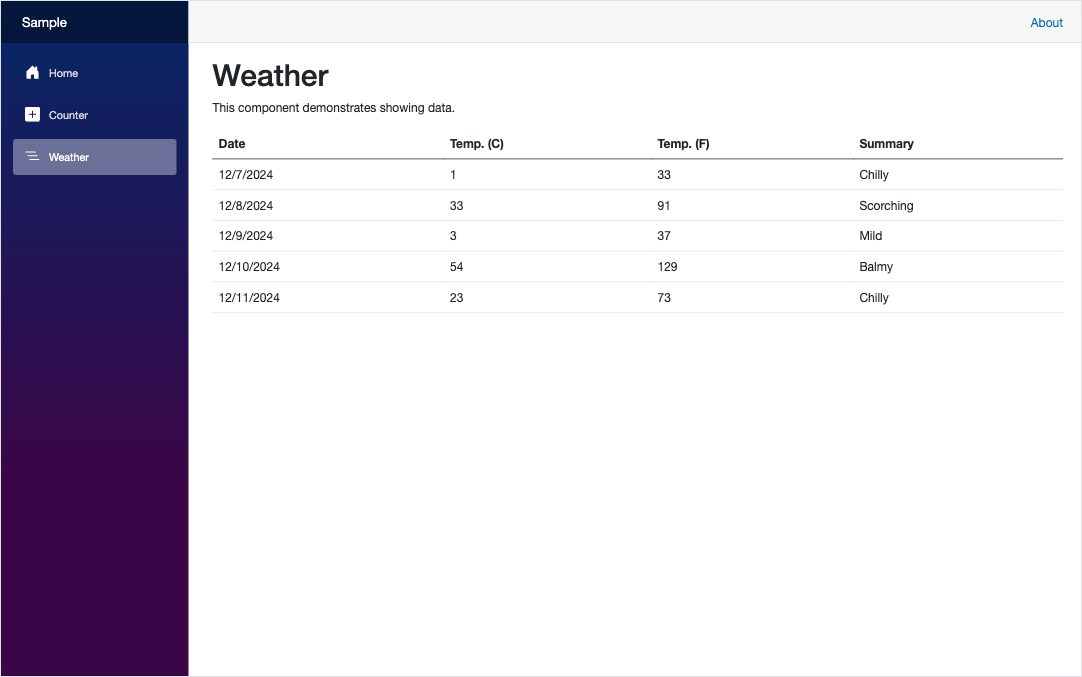 Sample
About
Home
Counter
Weather
Weather
This component demonstrates showing data.
Date Temp. (C) Temp. (F) Summary
12/7/2024 1 33 Chilly
12/8/2024 33 91 Scorching
12/9/2024 3 37 Mild
12/10/2024 54 129 Balmy
12/11/2024 23 73 Chilly